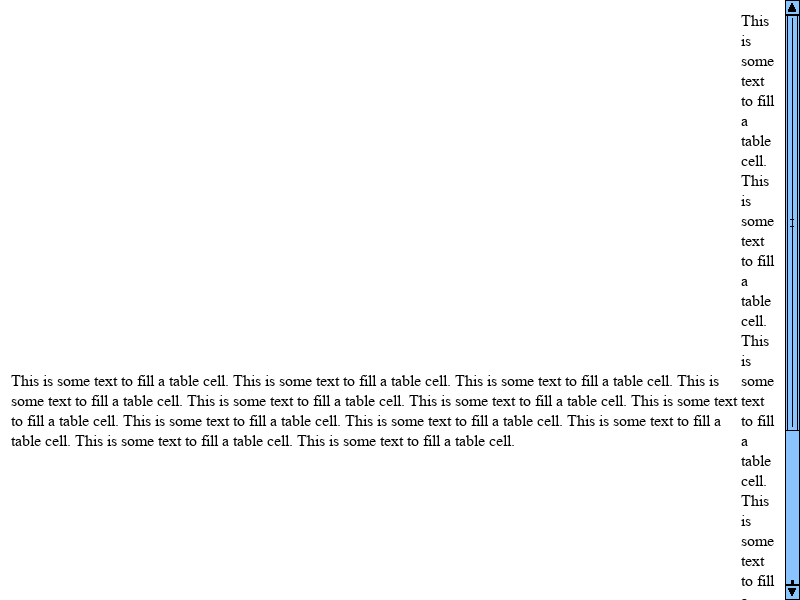 This is some text to fill a table cell. This is some text to fill a table cell. This is some text to fill a table cell. This is
some text to fill a table cell. This is some text to fill a table cell. This is some text to fill a table cell. This is some text
to fill a table cell. This is some text to fill a table cell. This is some text to fill a table cell. This is some text to fill a
table cell. This is some text to fill a table cell. This is some text to fill a table cell.
This
is
some
text
to fill
a
table
cell.
This
is
some
text
to fill
a
table
cell.
This
is
some
text
to fill
a
table
cell.
This
is
some
text
to fill